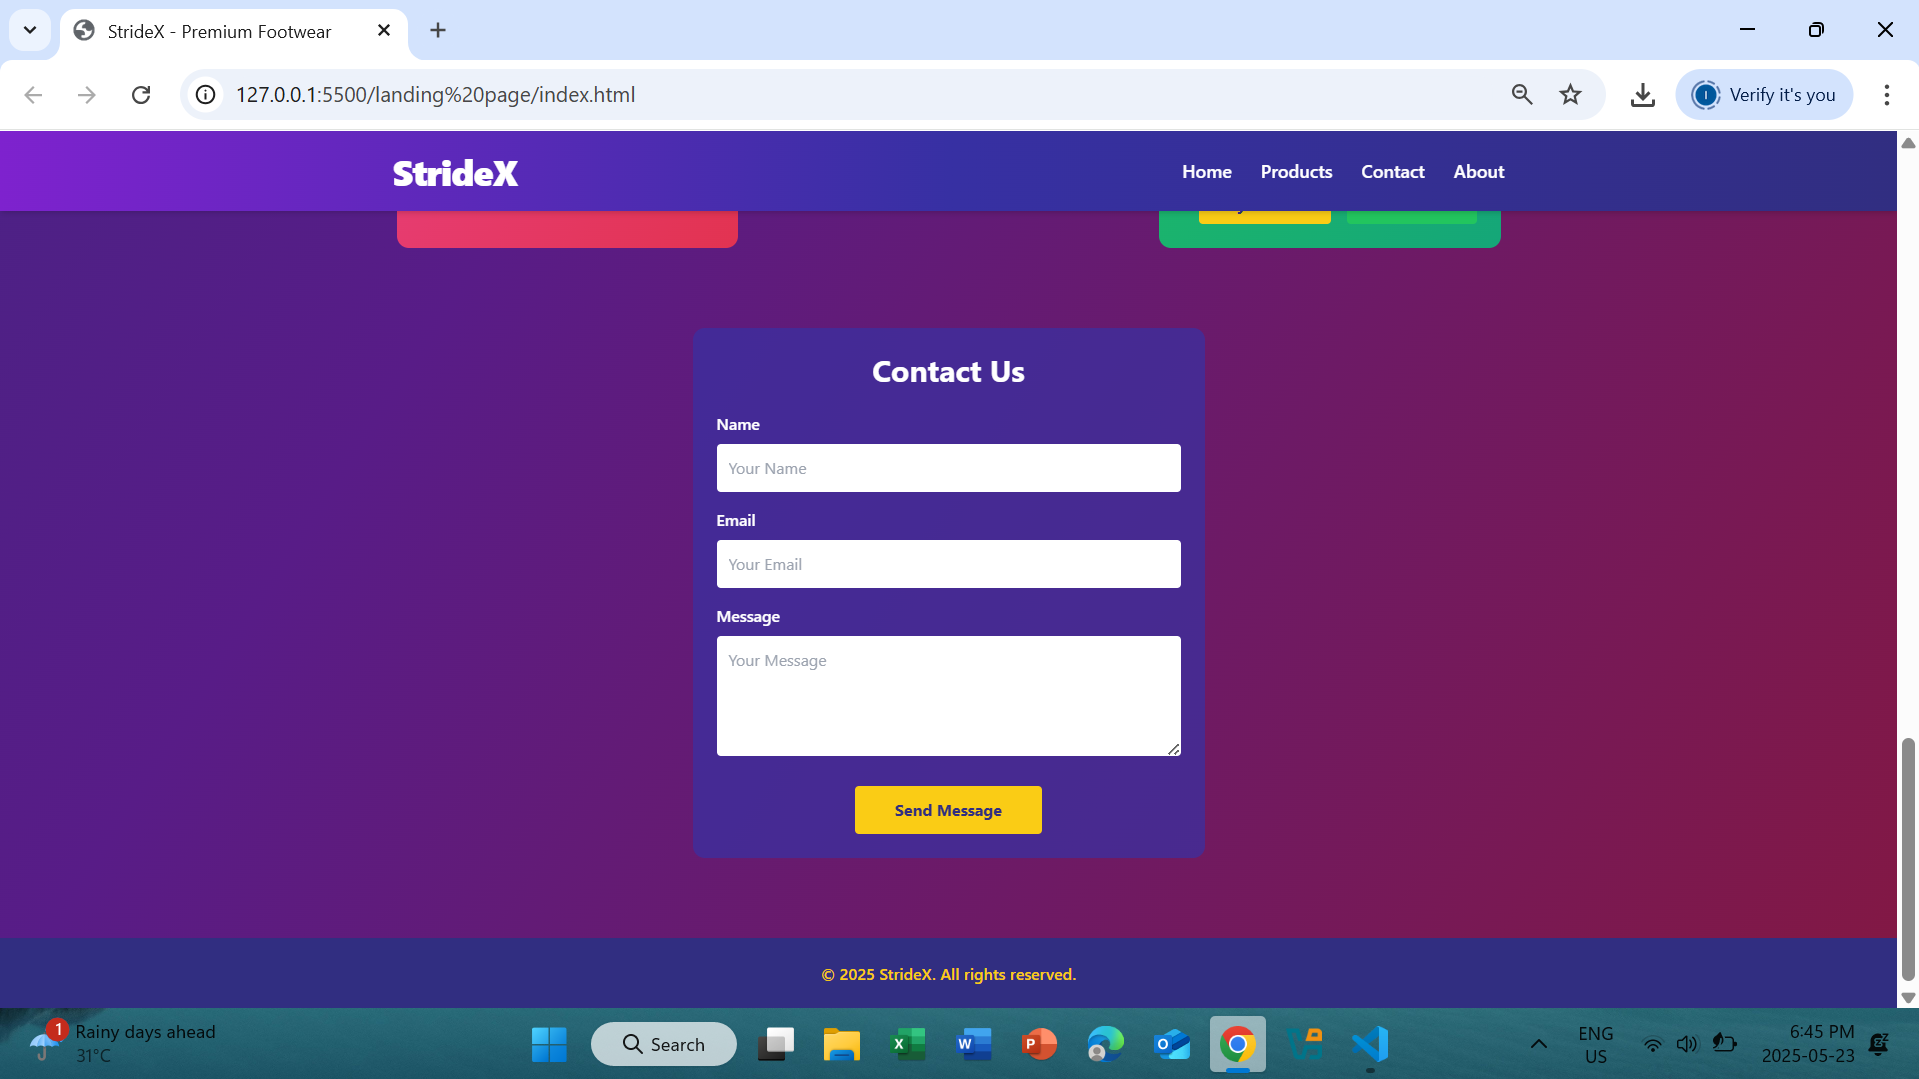 StrideX - Premium Footwear
127.0.0.1:5500/landing%20page/index.html
Verify it's you
StrideX
Home Products Contact About
Contact Us
Name
Your Name
Email
Your Email
Message
Your Message
Send Message
© 2025 StrideX. All rights reserved.
1
Rainy days ahead
31°C
Search
ENG
US
6:45 PM
2025-05-23